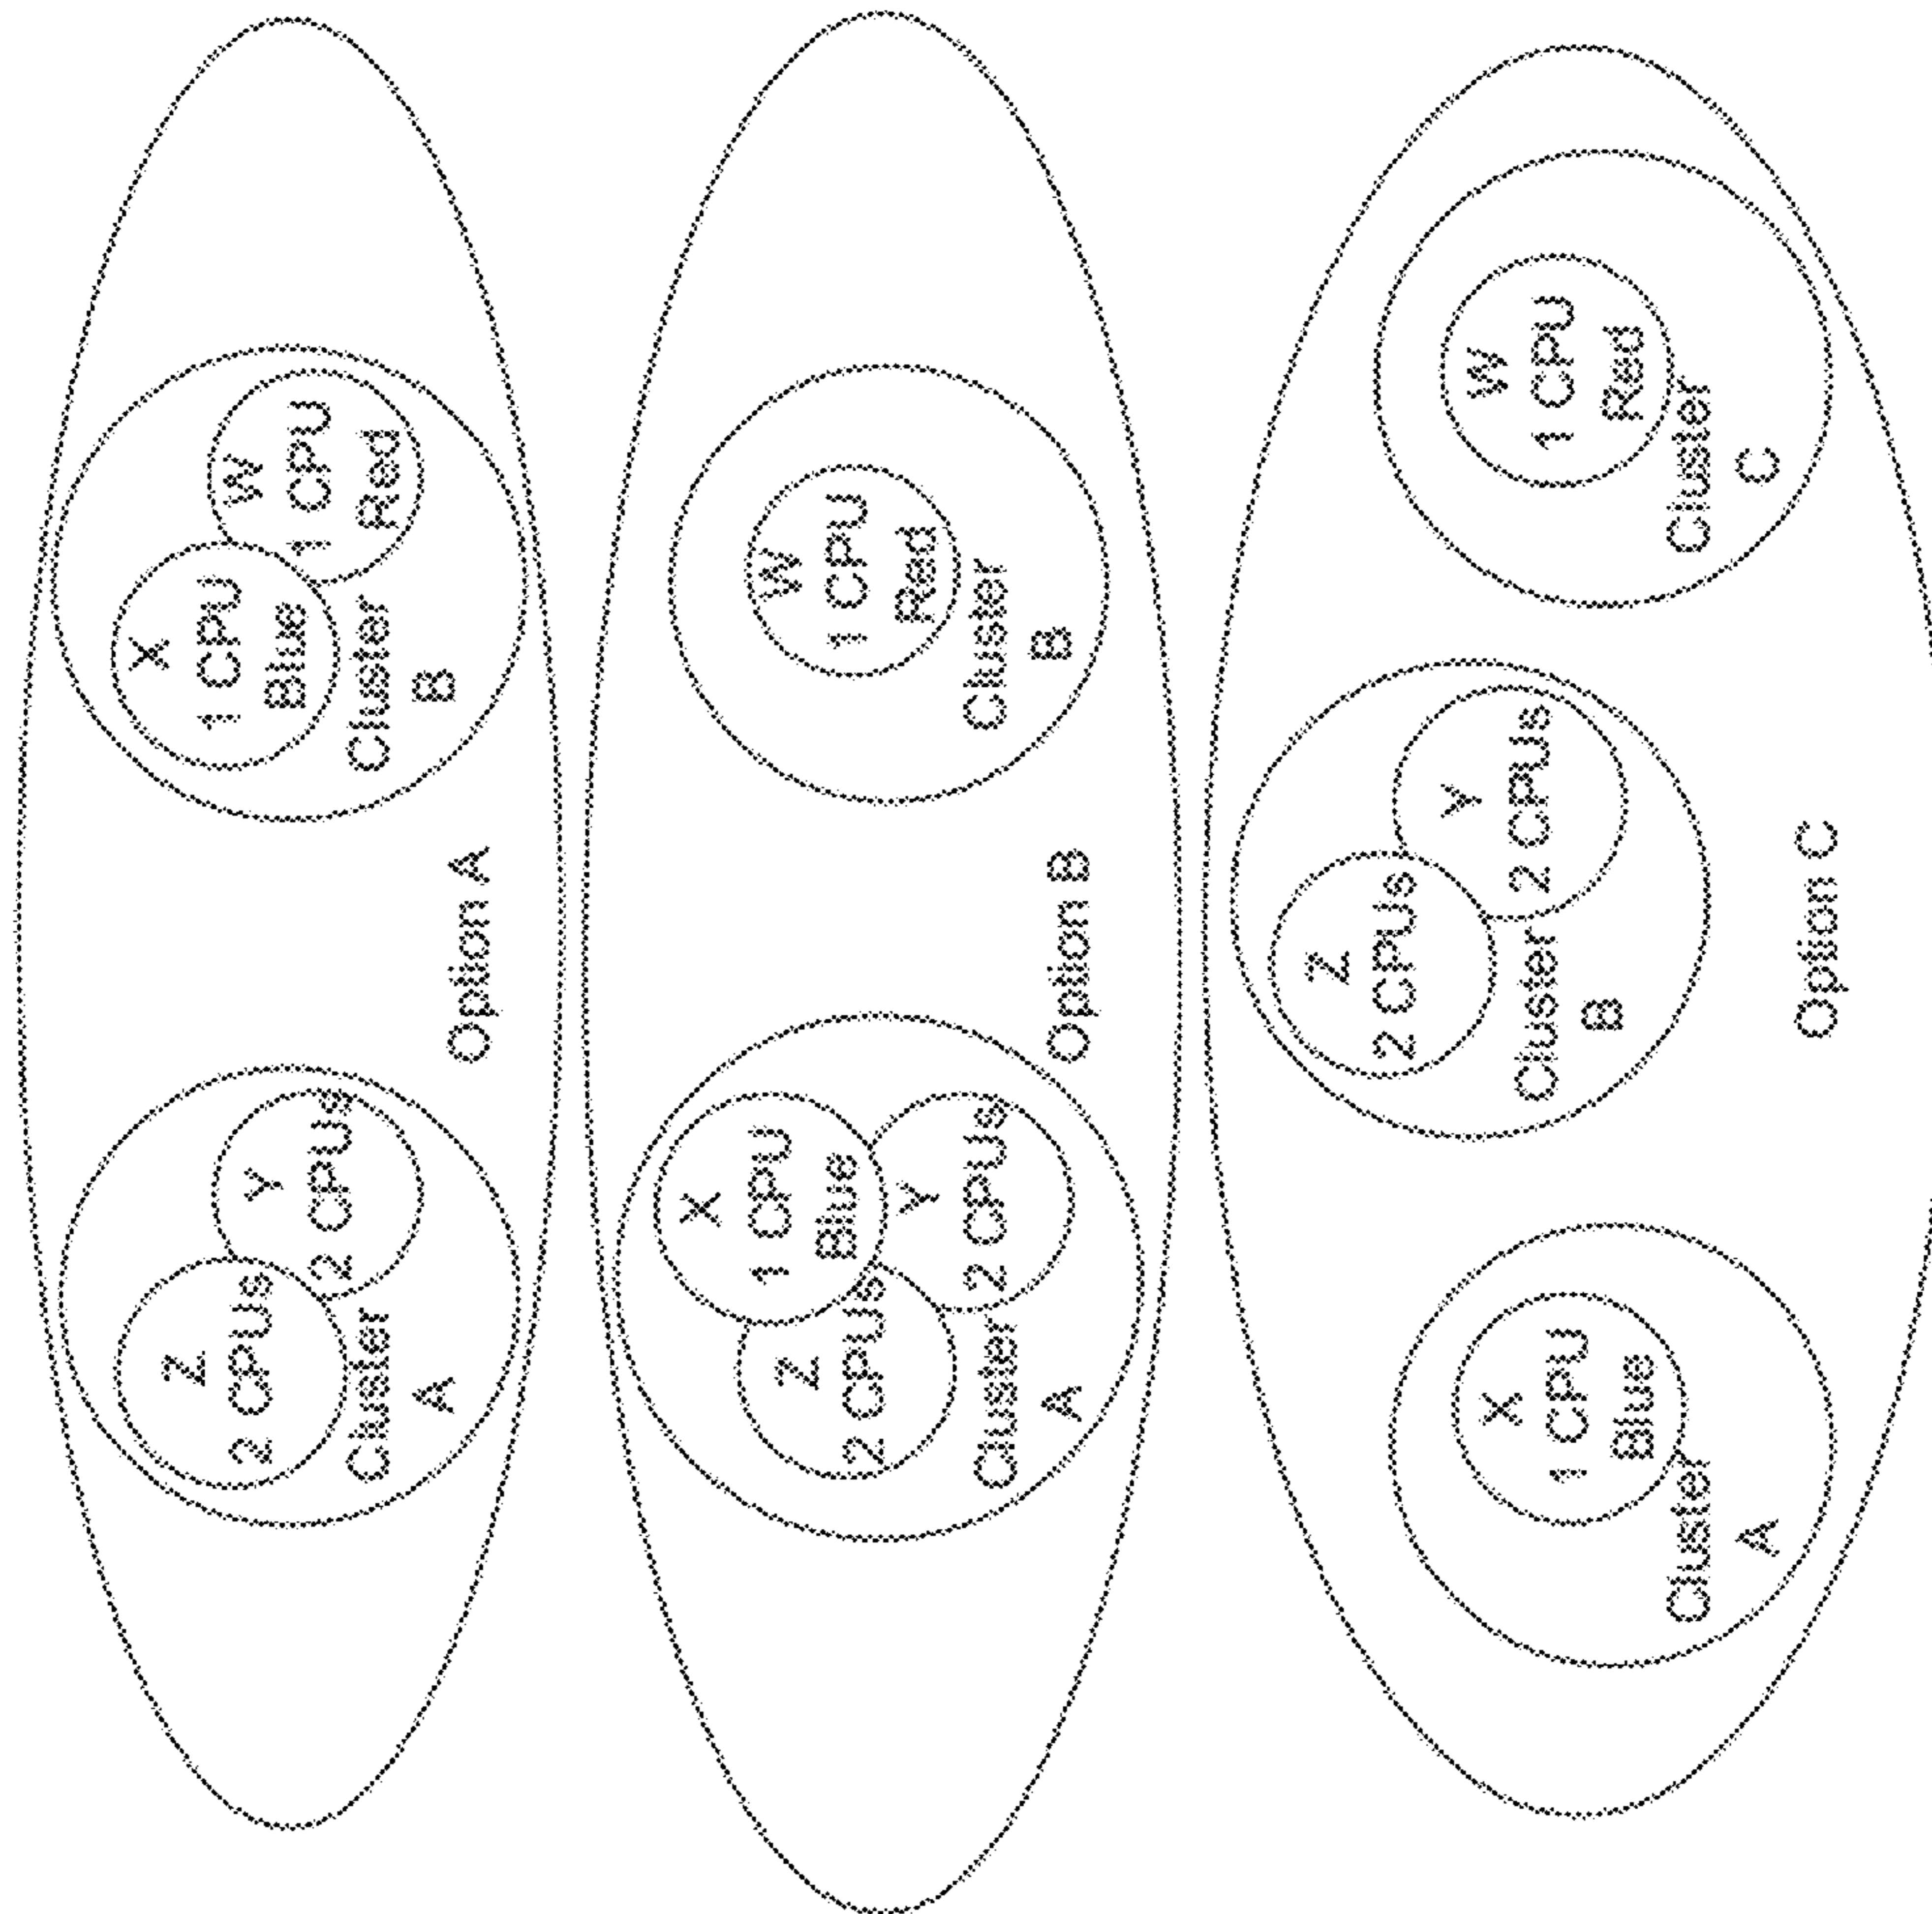 Z
2 CPUs
Y
2 CPUs
Cluster
A
X
1 CPU
Blue
W
1 CPU
Red
Cluster
B
Option A
X
1 CPU
Blue
Z
2 CPUs
Y
2 CPUs
Cluster
A
W
1 CPU
Red
Cluster
B
Option B
X
1 CPU
Blue
Cluster
A
Z
2 CPUs
Y
2 CPUs
Cluster
B
W
1 CPU
Red
Cluster
C
Option C